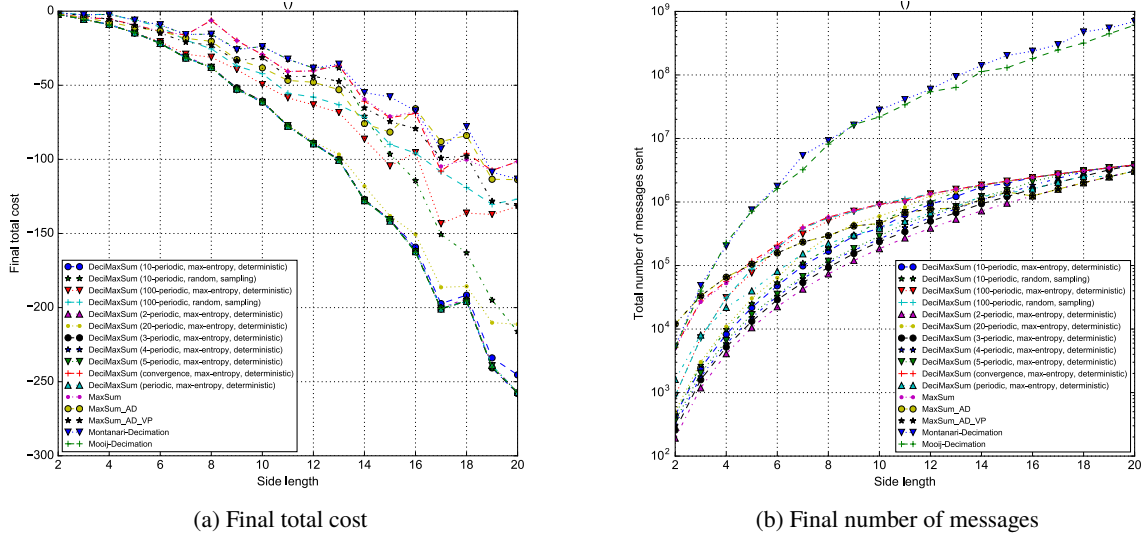 ()
Final total cost
0
−50
−100
−150
−200
−250
−300
DeciMaxSum (10-periodic, max-entropy, deterministic)
DeciMaxSum (10-periodic, random, sampling)
DeciMaxSum (100-periodic, max-entropy, deterministic)
DeciMaxSum (100-periodic, random, sampling)
DeciMaxSum (2-periodic, max-entropy, deterministic)
DeciMaxSum (20-periodic, max-entropy, deterministic)
DeciMaxSum (3-periodic, max-entropy, deterministic)
DeciMaxSum (4-periodic, max-entropy, deterministic)
DeciMaxSum (5-periodic, max-entropy, deterministic)
DeciMaxSum (convergence, max-entropy, deterministic)
DeciMaxSum (periodic, max-entropy, deterministic)
MaxSum
MaxSum_AD
MaxSum_AD_VP
Montanari-Decimation
Mooij-Decimation
2 4 6 8 10 12 14 16 18 20
Side length
(a) Final total cost
()
Total number of messages sent
10^9
10^8
10^7
10^6
10^5
10^4
10^3
10^2
DeciMaxSum (10-periodic, max-entropy, deterministic)
DeciMaxSum (10-periodic, random, sampling)
DeciMaxSum (100-periodic, max-entropy, deterministic)
DeciMaxSum (100-periodic, random, sampling)
DeciMaxSum (2-periodic, max-entropy, deterministic)
DeciMaxSum (20-periodic, max-entropy, deterministic)
DeciMaxSum (3-periodic, max-entropy, deterministic)
DeciMaxSum (4-periodic, max-entropy, deterministic)
DeciMaxSum (5-periodic, max-entropy, deterministic)
DeciMaxSum (convergence, max-entropy, deterministic)
DeciMaxSum (periodic, max-entropy, deterministic)
MaxSum
MaxSum_AD
MaxSum_AD_VP
Montanari-Decimation
Mooij-Decimation
2 4 6 8 10 12 14 16 18 20
Side length
(b) Final number of messages